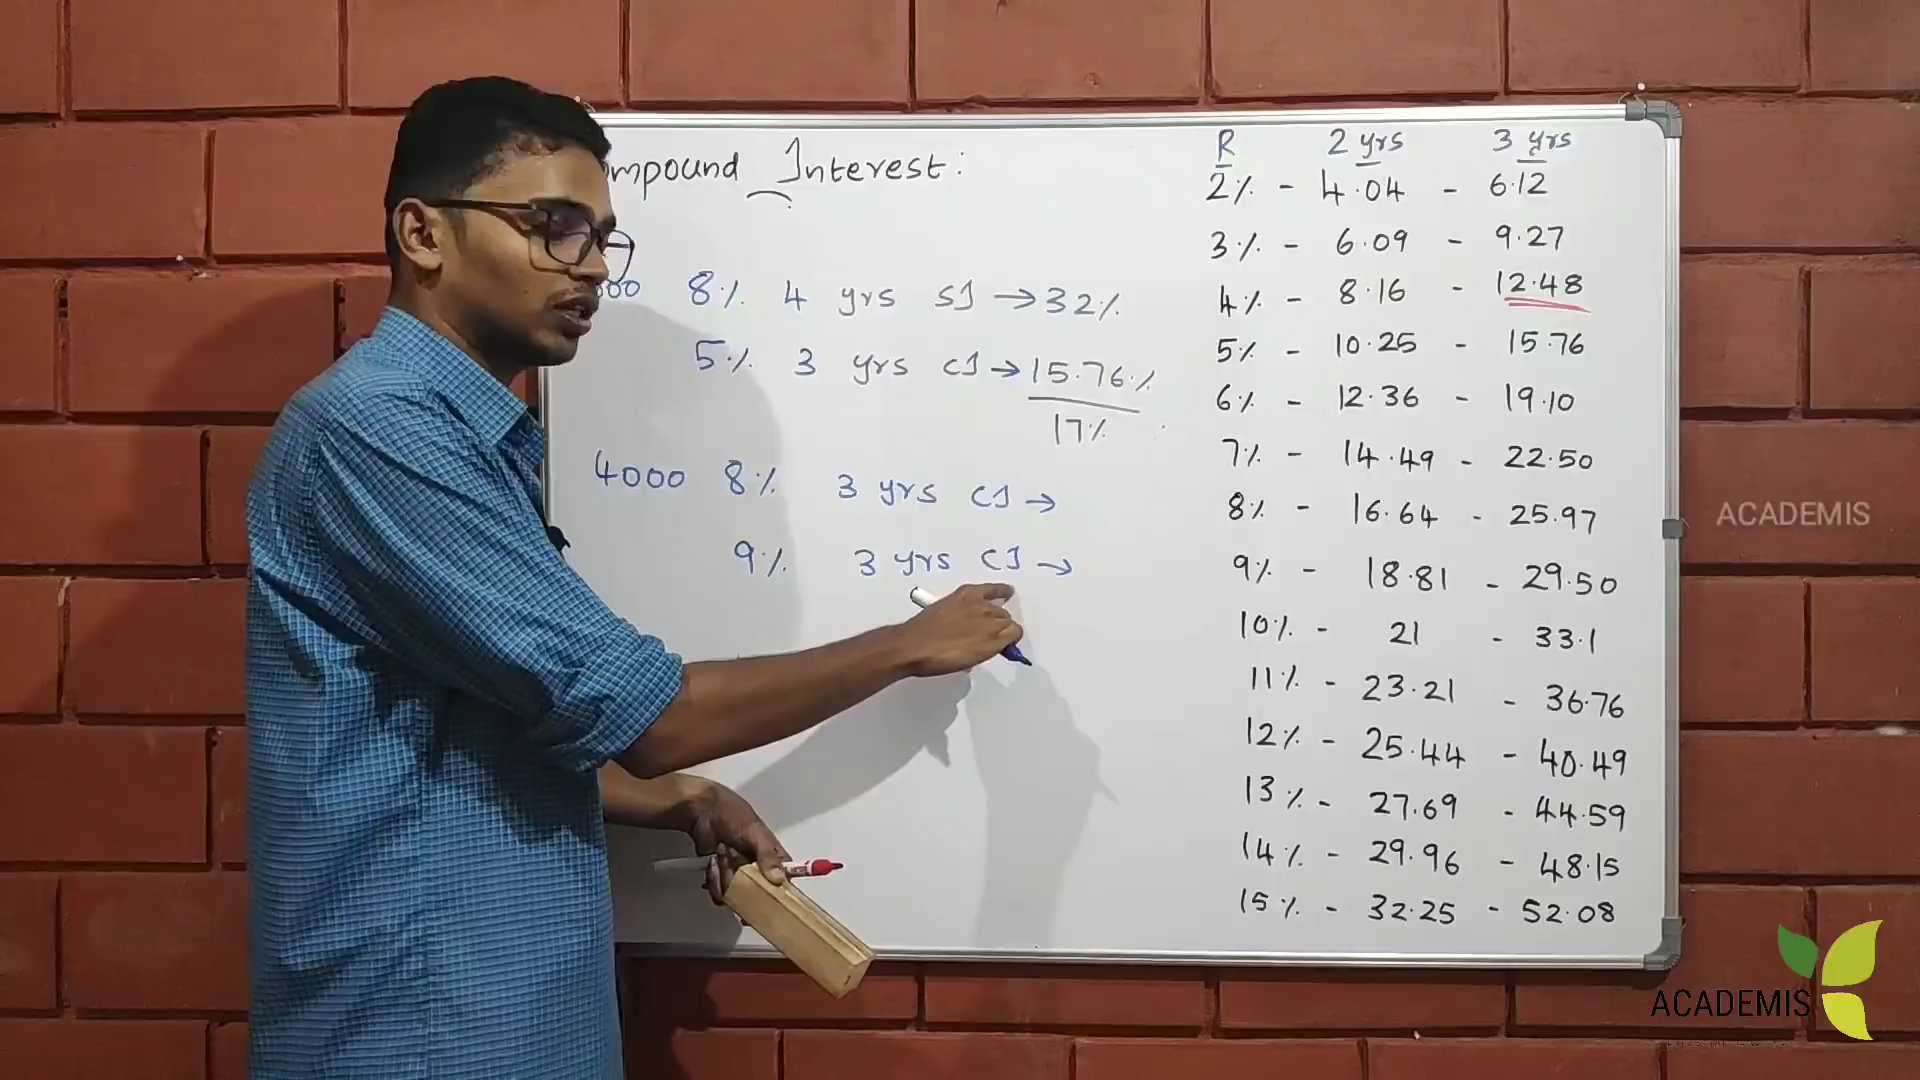 ompound Interest:
000 8% 4 yrs SI → 32%
5% 3 yrs CI → 15.76%
17%
4000 8% 3 yrs CI →
9% 3 yrs CI →
R 2 yrs 3 yrs
2% - 4.04 - 6.12
3% - 6.09 - 9.27
4% - 8.16 - 12.48
5% - 10.25 - 15.76
6% - 12.36 - 19.10
7% - 14.49 - 22.50
8% - 16.64 - 25.97
9% - 18.81 - 29.50
10% - 21 - 33.1
11% - 23.21 - 36.76
12% - 25.44 - 40.49
13% - 27.69 - 44.59
14% - 29.96 - 48.15
15% - 32.25 - 52.08
ACADEMIS
ACADEMIS